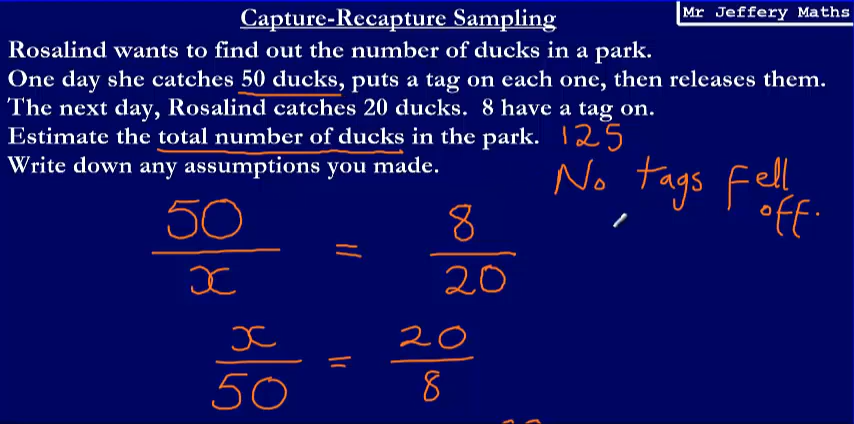 Capture-Recapture Sampling
Mr Jeffery Maths
Rosalind wants to find out the number of ducks in a park.
One day she catches 50 ducks, puts a tag on each one, then releases them.
The next day, Rosalind catches 20 ducks.  8 have a tag on.
Estimate the total number of ducks in the park. 125
Write down any assumptions you made.
No tags fell
off.
50
x
=
8
20
x
50
=
20
8